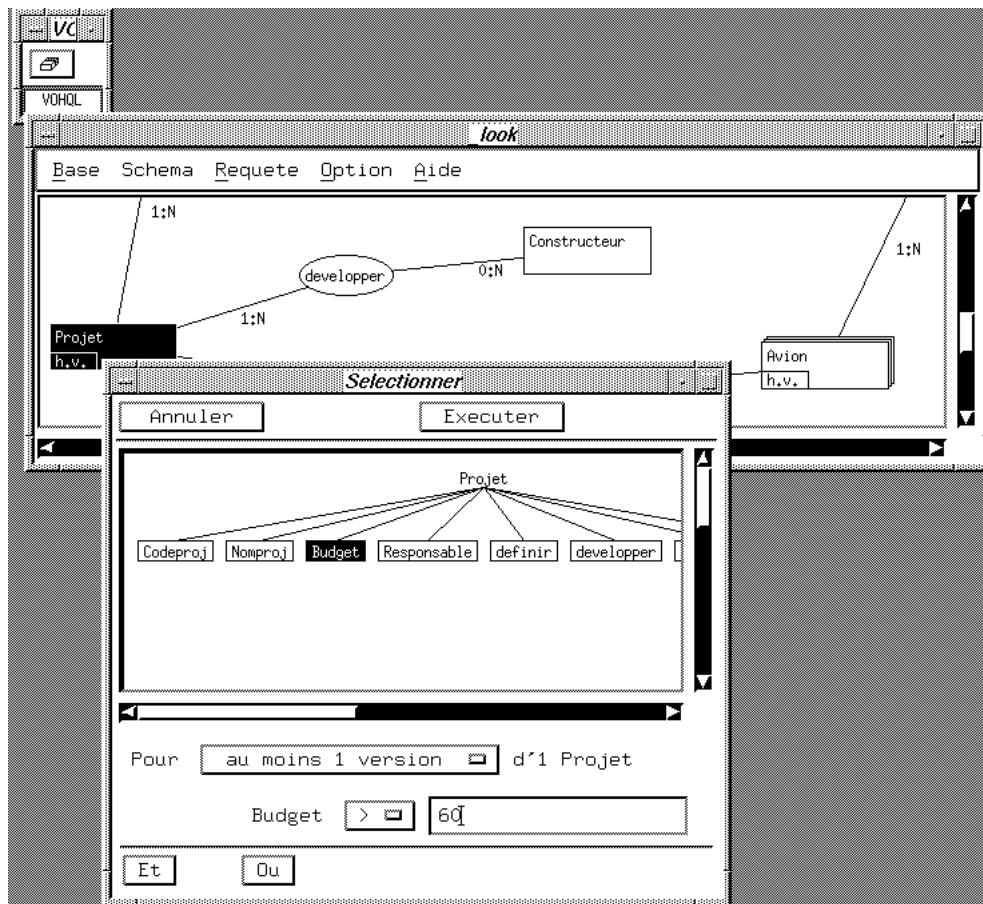 VC
VOHQL
look
Base Schema Requete Option Aide
1:N
Constructeur
1:N
developper
0:N
1:N
Projet
h.v.
Avion
h.v.
Selectionner
Annuler Executer
Projet
Codeproj Nomproj Budget Responsable definir developper
Pour au moins 1 version d'1 Projet
Budget > 60
Et Ou